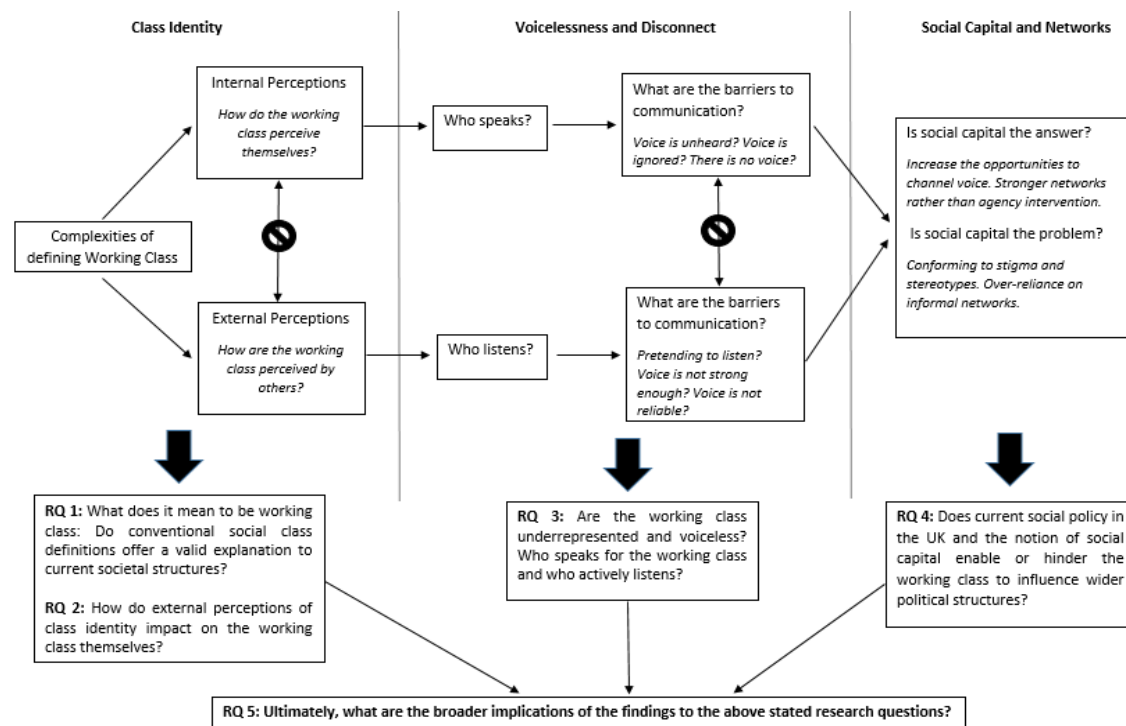 Class Identity
Voicelessness and Disconnect
Social Capital and Networks
Internal Perceptions
How do the working
class perceive
themselves?
Who speaks?
What are the barriers to
communication?
Voice is unheard? Voice is
ignored? There is no voice?
Is social capital the answer?
Increase the opportunities to
channel voice. Stronger networks
rather than agency intervention.
Is social capital the problem?
Conforming to stigma and
stereotypes. Over-reliance on
informal networks.
Complexities of
defining Working Class
External Perceptions
How are the working
class perceived by
others?
Who listens?
What are the barriers
to communication?
Pretending to listen?
Voice is not strong
enough? Voice is not
reliable?
RQ 1: What does it mean to be working
class: Do conventional social class
definitions offer a valid explanation to
current societal structures?
RQ 2: How do external perceptions of
class identity impact on the working
class themselves?
RQ 3: Are the working class
underrepresented and voiceless?
Who speaks for the working class
and who actively listens?
RQ 4: Does current social policy in
the UK and the notion of social
capital enable or hinder the
working class to influence wider
political structures?
RQ 5: Ultimately, what are the broader implications of the findings to the above stated research questions?